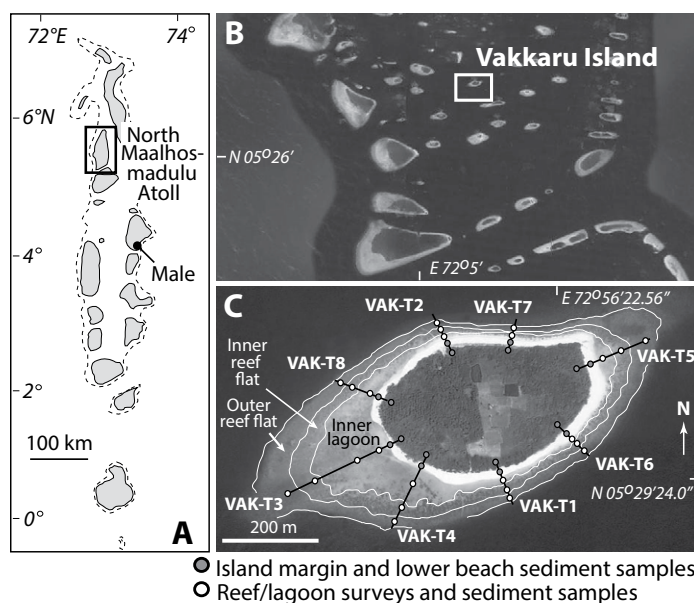 72°E
74°
6°N
North
Maalhos-
madulu
Atoll
4°
Male
2°
100 km
0°
A
B
Vakkaru Island
N 05°26'
E 72°5'
C
E 72°56'22.56"
VAK-T2
VAK-T7
VAK-T5
Inner
reef
flat
VAK-T8
Outer
reef flat
Inner
lagoon
N
VAK-T6
N 05°29'24.0"
VAK-T3
VAK-T1
VAK-T4
200 m
Island margin and lower beach sediment samples
Reef/lagoon surveys and sediment samples